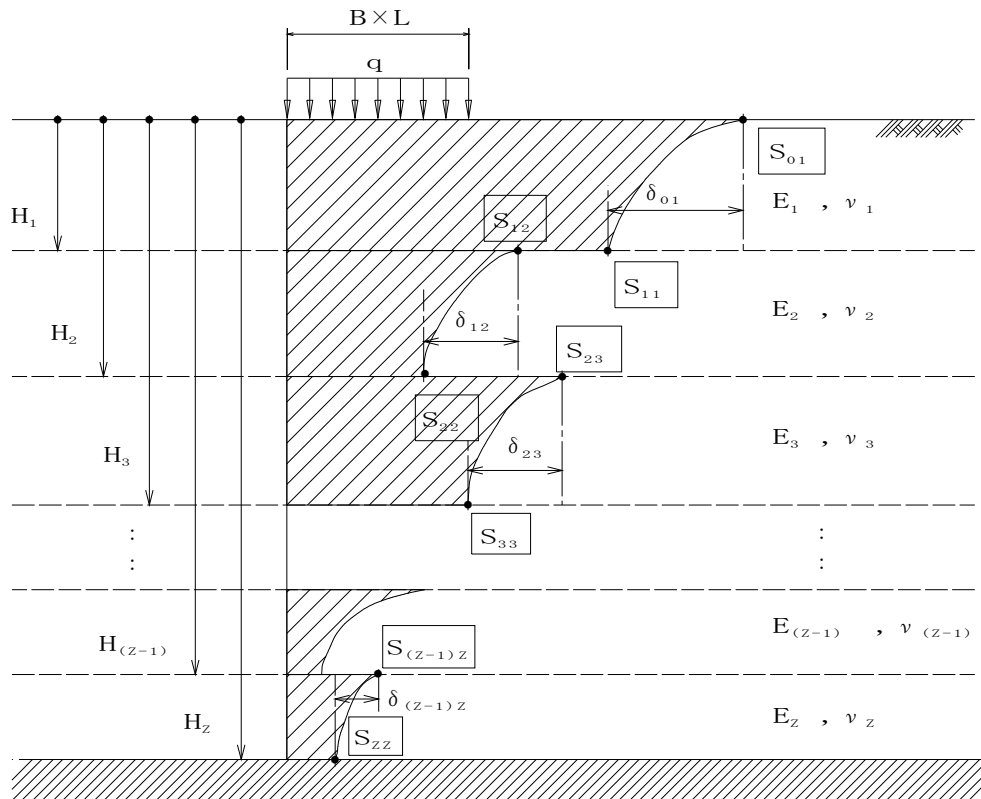 B×L
q
S₀₁
δ₀₁
E₁ , ν₁
H₁
S₁₂
S₁₁
E₂ , ν₂
H₂
δ₁₂
S₂₃
S₂₂
E₃ , ν₃
H₃
δ₂₃
S₃₃
:
:
:
:
H(Z-1)
S(Z-1)Z
E(Z-1) , ν(Z-1)
HZ
δ(Z-1)Z
EZ , νZ
SZZ